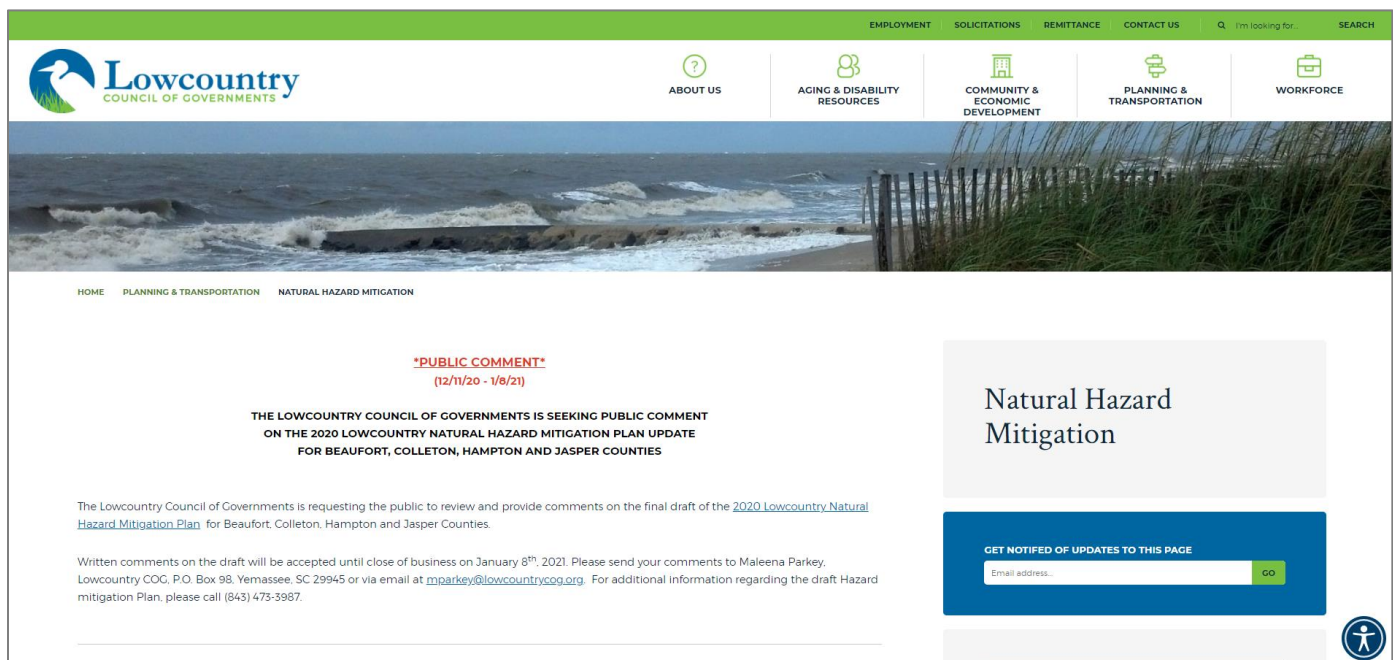 EMPLOYMENT SOLICITATIONS REMITTANCE CONTACT US I'm looking for... SEARCH
Lowcountry
COUNCIL OF GOVERNMENTS
?
ABOUT US
AGING & DISABILITY
RESOURCES
COMMUNITY &
ECONOMIC
DEVELOPMENT
PLANNING &
TRANSPORTATION
WORKFORCE
HOME PLANNING & TRANSPORTATION NATURAL HAZARD MITIGATION
*PUBLIC COMMENT*
(12/11/20 - 1/8/21)
THE LOWCOUNTRY COUNCIL OF GOVERNMENTS IS SEEKING PUBLIC COMMENT
ON THE 2020 LOWCOUNTRY NATURAL HAZARD MITIGATION PLAN UPDATE
FOR BEAUFORT, COLLETON, HAMPTON AND JASPER COUNTIES
The Lowcountry Council of Governments is requesting the public to review and provide comments on the final draft of the 2020 Lowcountry Natural
Hazard Mitigation Plan for Beaufort, Colleton, Hampton and Jasper Counties.
Written comments on the draft will be accepted until close of business on January 8th, 2021. Please send your comments to Maleena Parkey,
Lowcountry COG, P.O. Box 98, Yemassee, SC 29945 or via email at mparkey@lowcountrycog.org. For additional information regarding the draft Hazard
mitigation Plan, please call (843) 473-3987.
Natural Hazard
Mitigation
GET NOTIFED OF UPDATES TO THIS PAGE
Email address... GO